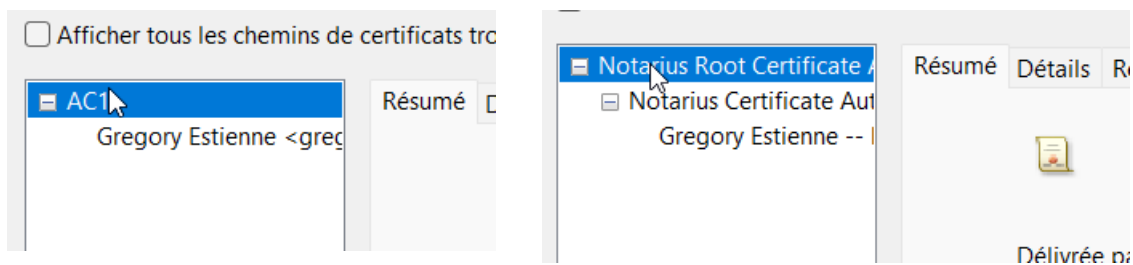 Afficher tous les chemins de certificats tro
AC1
Gregory Estienne <greg
Résumé
Notarius Root Certificate A
Notarius Certificate Aut
Gregory Estienne --
Résumé Détails Re
Délivrée pa